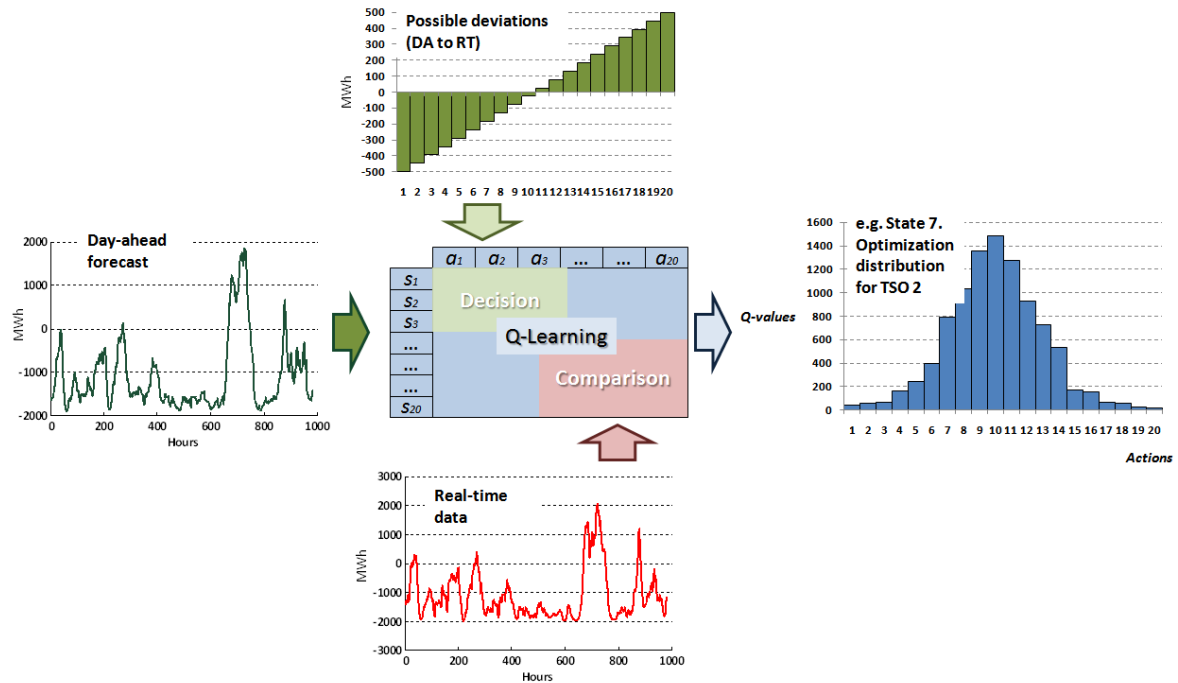 Possible deviations
(DA to RT)
500
400
300
200
100
0
-100
-200
-300
-400
-500
MWh
1 2 3 4 5 6 7 8 9 10 11 12 13 14 15 16 17 18 19 20
Day-ahead
forecast
2000
1000
0
-1000
-2000
MWh
0 200 400 600 800 1000
Hours
a1 a2 a3 ... ... a20
s1
s2
s3
...
...
...
s20
Decision
Q-Learning
Comparison
Real-time
data
3000
2000
1000
0
-1000
-2000
-3000
MWh
0 200 400 600 800 1000
Hours
e.g. State 7.
Optimization
distribution
for TSO 2
Q-values
1600
1400
1200
1000
800
600
400
200
0
1 2 3 4 5 6 7 8 9 10 11 12 13 14 15 16 17 18 19 20
Actions